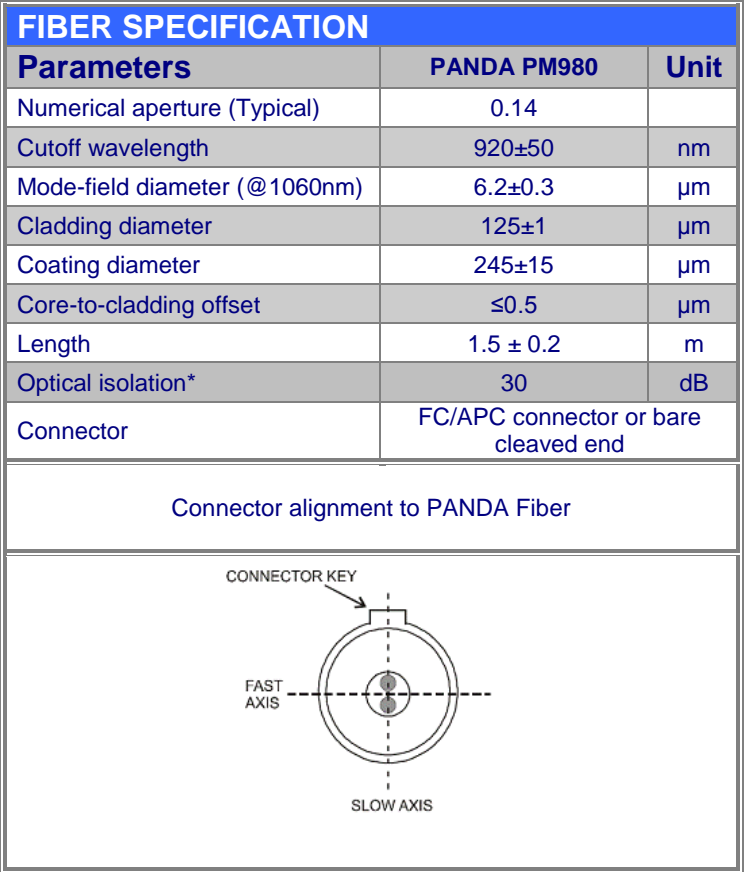 FIBER SPECIFICATION
Parameters PANDA PM980 Unit
Numerical aperture (Typical) 0.14
Cutoff wavelength 920±50 nm
Mode-field diameter (@1060nm) 6.2±0.3 µm
Cladding diameter 125±1 µm
Coating diameter 245±15 µm
Core-to-cladding offset ≤0.5 µm
Length 1.5 ± 0.2 m
Optical isolation* 30 dB
Connector FC/APC connector or bare
cleaved end
Connector alignment to PANDA Fiber
CONNECTOR KEY
FAST
AXIS
SLOW AXIS